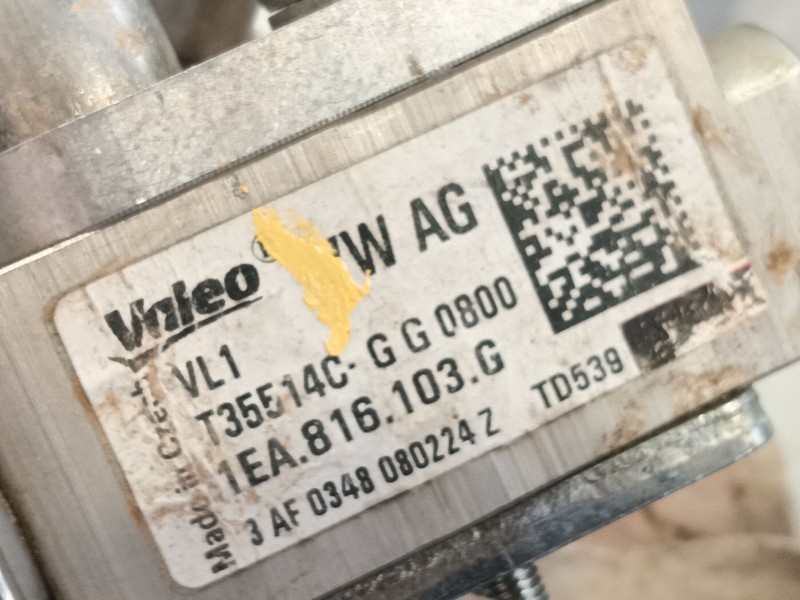 Valeo® VW AG
VL1
T35514C- G G 0800
1EA.816.103.G
3 AF 0348 080224 Z
TD539
Made in Czech